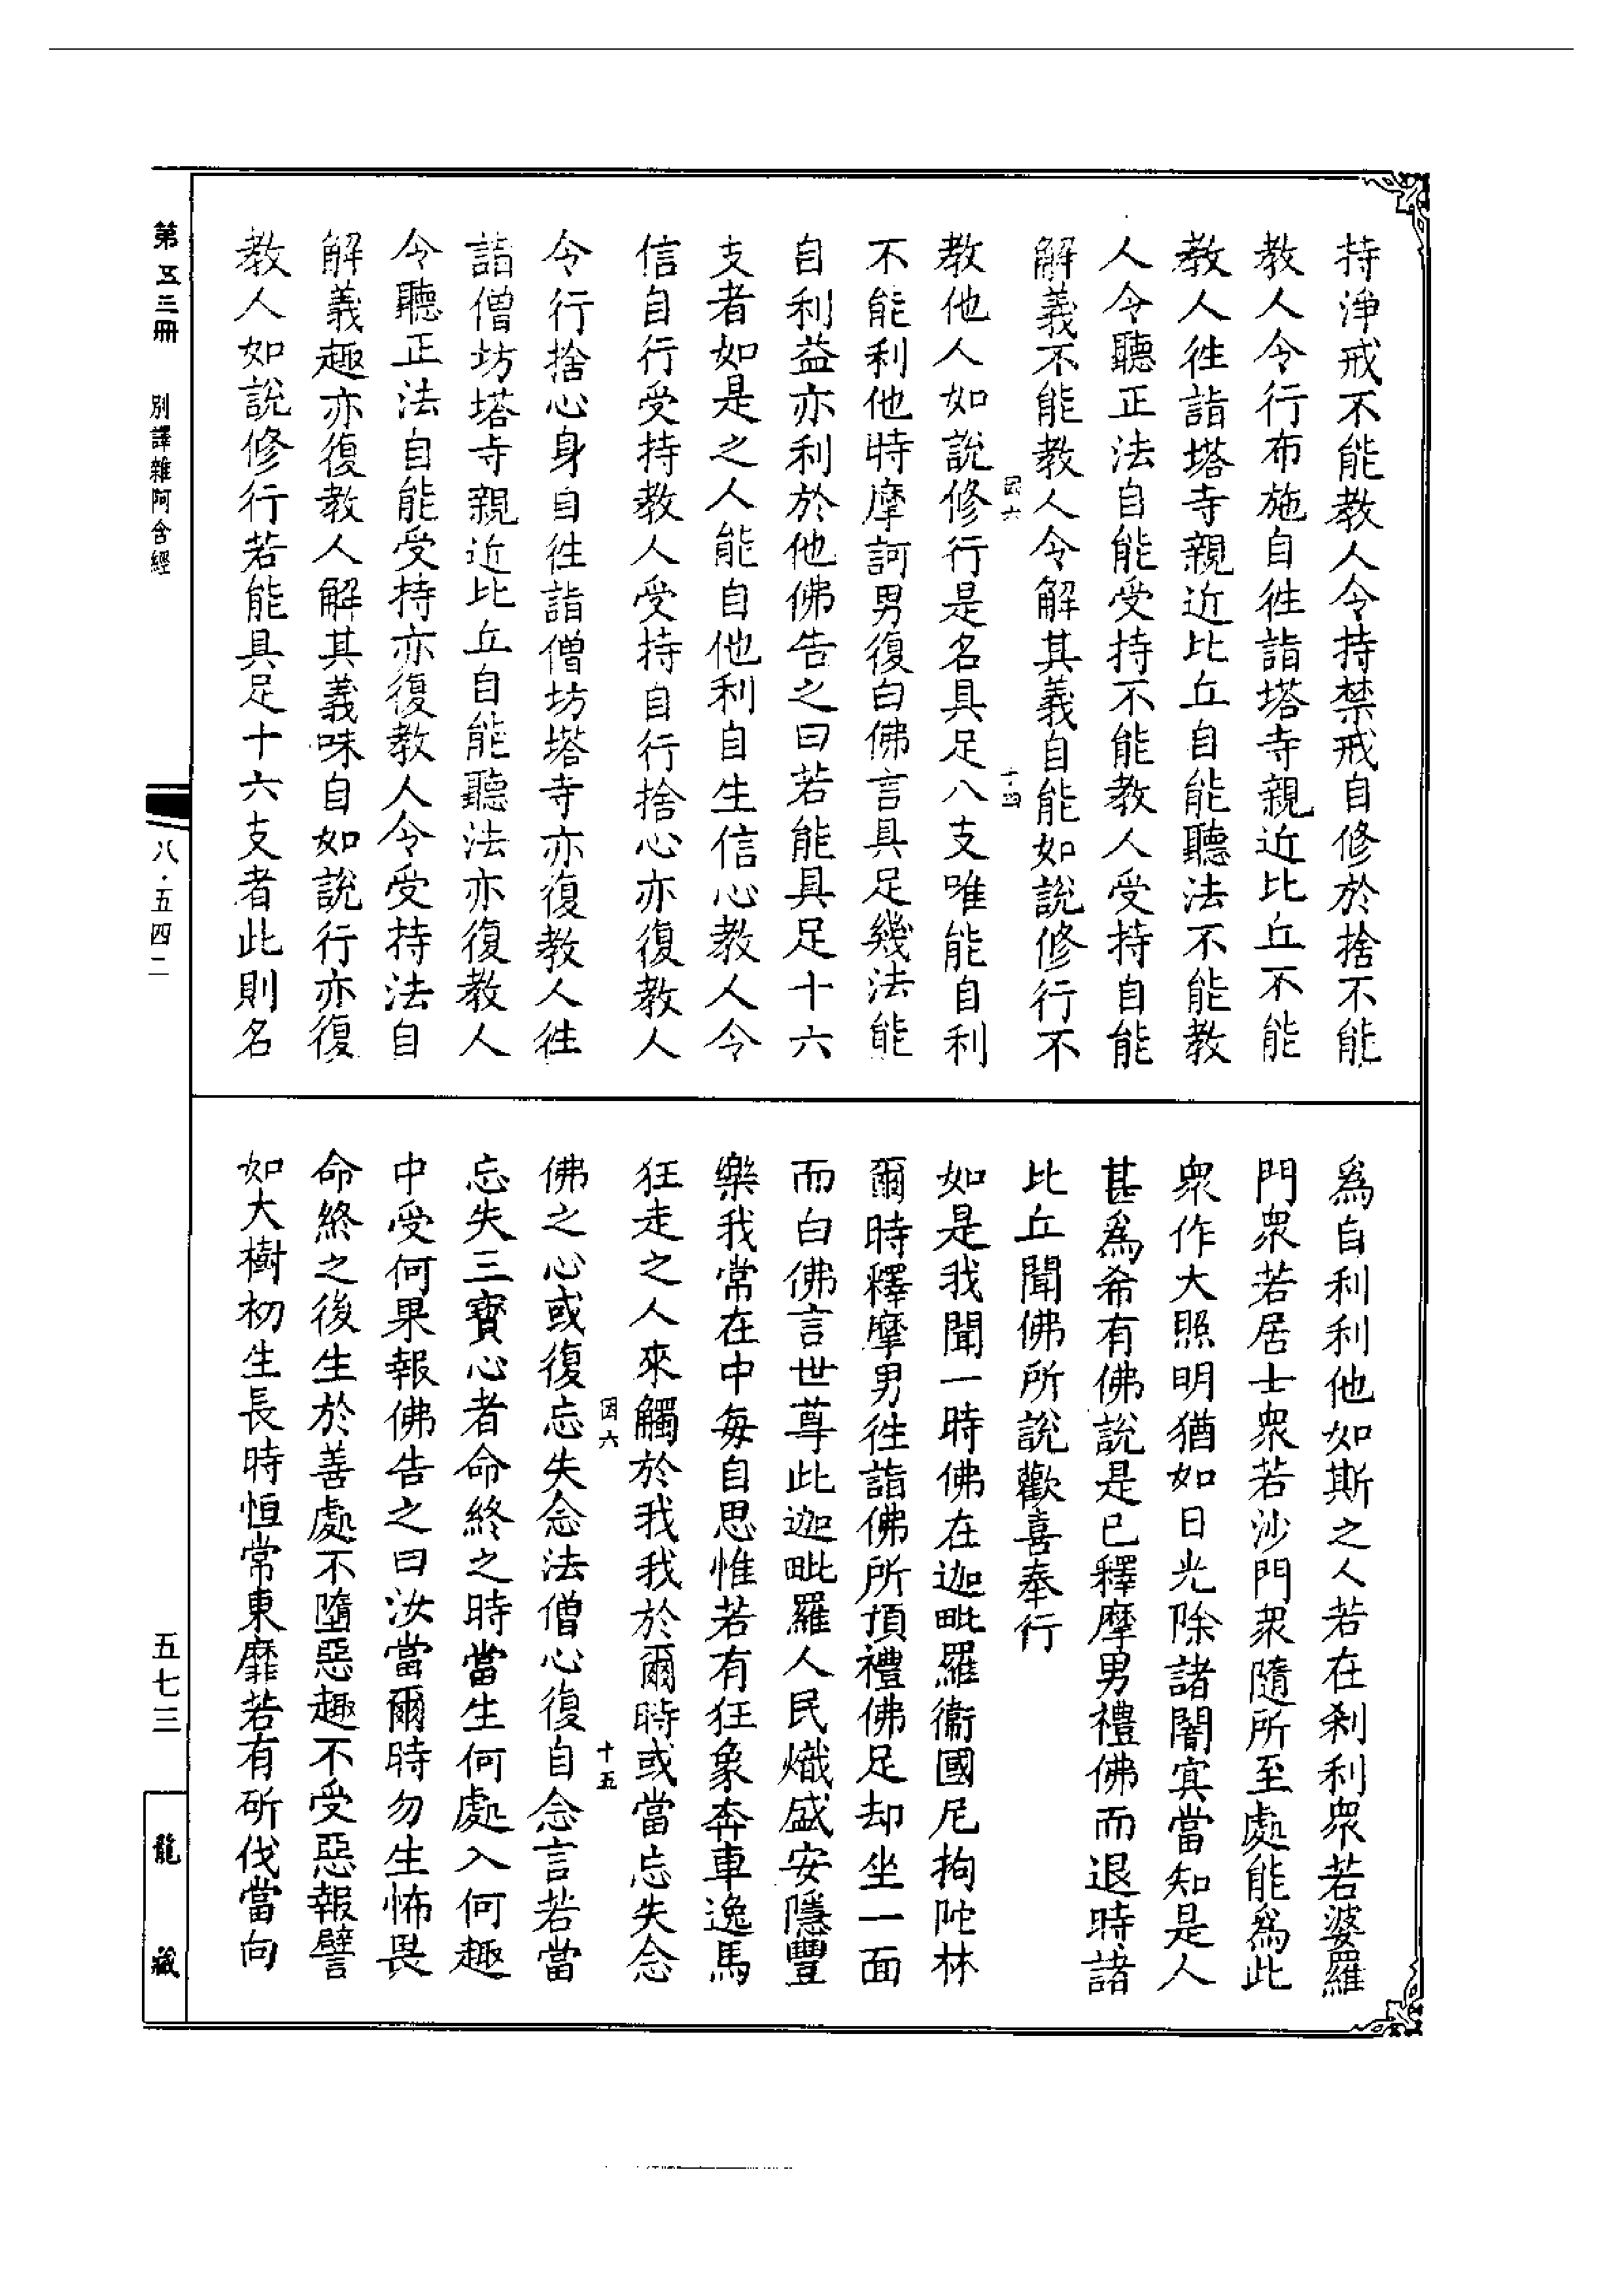 持淨戒不能教人令持禁戒自修於捨不能
教人令行布施自往詣塔寺親近比丘不能
教人往詣塔寺親近比丘自能聽法不能教
人令聽正法自能受持不能教人受持自能
解義不能教人令解其義自能如說修行不
因六
十四
教他人如說修行是名具足八支唯能自利
不能利他時摩訶男復白佛言具足幾法能
自利益亦利於他佛告之曰若能具足十六
支者如是之人能自他利自生信心教人令
信自行受持教人受持自行捨心亦復教人
令行捨心身自往詣僧坊塔寺亦復教人往
詣僧坊塔寺親近比丘自能聽法亦復教人
令聽正法自能受持亦復教人令受持法自
解義趣亦復教人解其義味自如說行亦復
教人如說修行若能具足十六支者此則名
爲自利利他如斯之人若在剎利衆若婆羅
門衆若居士衆若沙門衆隨所至處能爲此
衆作大照明猶如日光除諸闇冥當知是人
甚爲希有佛說是已釋摩男禮佛而退時諸
比丘聞佛所說歡喜奉行
如是我聞一時佛在迦毗羅衞國尼拘陀林
爾時釋摩男往詣佛所頂禮佛足却坐一面
而白佛言世尊此迦毗羅人民熾盛安隱豐
樂我常在中每自思惟若有狂象奔車逸馬
狂走之人來觸於我我於爾時或當忘失念
因六
十五
佛之心或復忘失念法僧心復自念言若當
忘失三寶心者命終之時當生何處入何趣
中受何果報佛告之曰汝當爾時勿生怖畏
命終之後生於善處不墮惡趣不受惡報譬
如大樹初生長時恒常東靡若有斫伐當向
第五三冊
別譯雜阿含經
八·五四二
五七三
龍藏